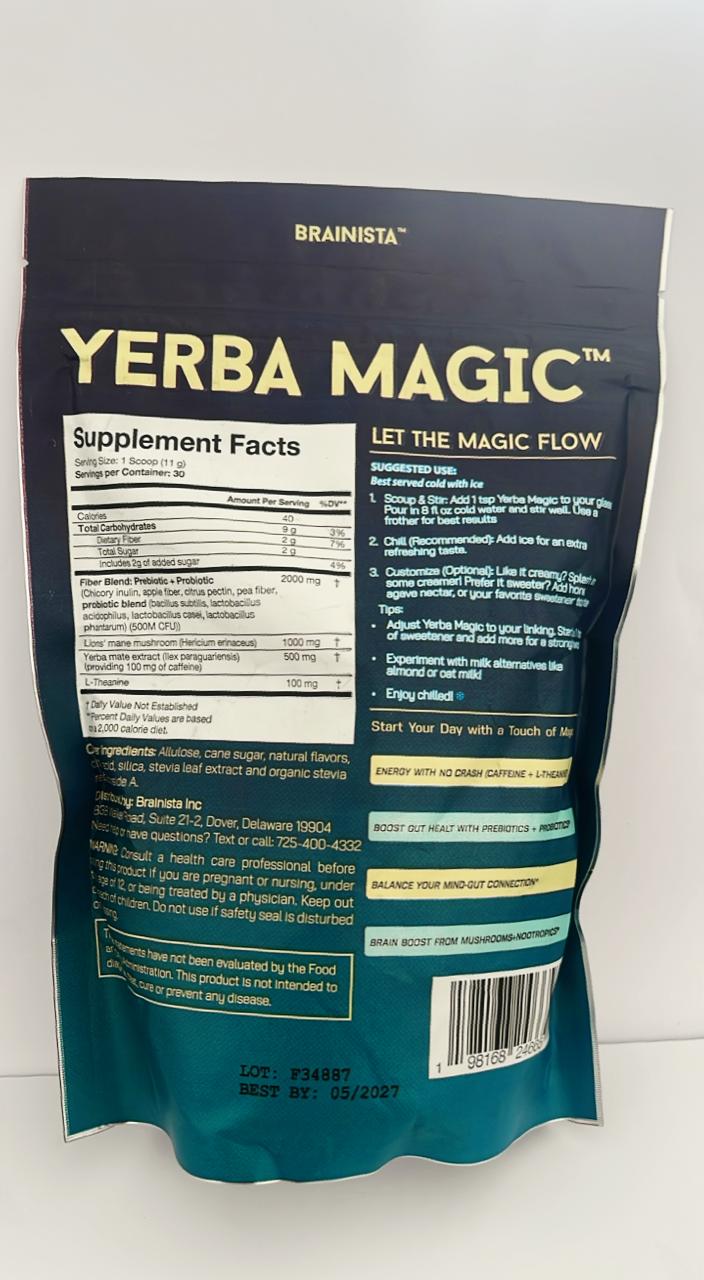 BRAINISTA™
YERBA MAGIC™
Supplement Facts
Serving Size: 1 Scoop (11 g)
Servings per Container: 30
Amount Per Serving %DV**
Calories 40
Total Carbohydrates 9 g 3%
Dietary Fiber 2 g 7%
Total Sugar 2 g
Includes 2g of added sugar 4%
Fiber Blend: Prebiotic + Probiotic 2000 mg †
(Chicory inulin, apple fiber, citrus pectin, pea fiber,
probiotic blend (bacillus subtilis, lactobacillus
acidophilus, lactobacillus casei, lactobacillus
phantarum) (500M CFU))
Lions' mane mushroom (Hericium erinaceus) 1000 mg †
Yerba mate extract (Ilex paraguariensis) 500 mg †
(providing 100 mg of caffeine)
L-Theanine 100 mg †
† Daily Value Not Established
**Percent Daily Values are based
on a 2,000 calorie diet.
Ingredients: Allulose, cane sugar, natural flavors,
silica, stevia leaf extract and organic stevia
A.
by: Brainista Inc
Road, Suite 21-2, Dover, Delaware 19904
have questions? Text or call: 725-400-4332
WARNING: Consult a health care professional before
this product if you are pregnant or nursing, under
age of 12, or being treated by a physician. Keep out
of children. Do not use if safety seal is disturbed
have not been evaluated by the Food
This product is not intended to
cure or prevent any disease.
LET THE MAGIC FLOW
SUGGESTED USE:
Best served cold with ice
1. Scoup & Stir: Add 1 tsp Yerba Magic to your glass
Pour in 8 fl oz cold water and stir well. Use a
frother for best results
2. Chill (Recommended): Add ice for an extra
refreshing taste.
3. Customize (Optional): Like it creamy? Splash
some creamer! Prefer it sweeter? Add
agave nectar, or your favorite sweetener
Tips:
• Adjust Yerba Magic to your linking.
of sweetener and add more for a
• Experiment with milk alternatives like
almond or oat milk!
• Enjoy chilled! ❄
Start Your Day with a Touch of
ENERGY WITH NO CRASH (CAFFEINE + L-THEANINE
BOOST GUT HEALT WITH PREBIOTICS + PROBIOTICS*
BALANCE YOUR MIND-GUT CONNECTION*
BRAIN BOOST FROM MUSHROOMS+NOOTROPICS*
1 98168
LOT: F34887
BEST BY: 05/2027